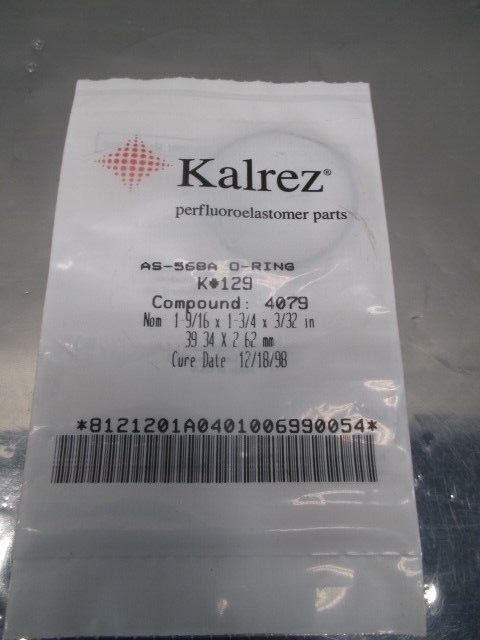 Kalrez®
perfluoroelastomer parts
AS-568A O-RING
K#129
Compound: 4079
Nom 1-9/16 x 1-3/4 x 3/32 in
39 34 X 2 62 mm
Cure Date 12/18/98
*8121201A0401006990054*